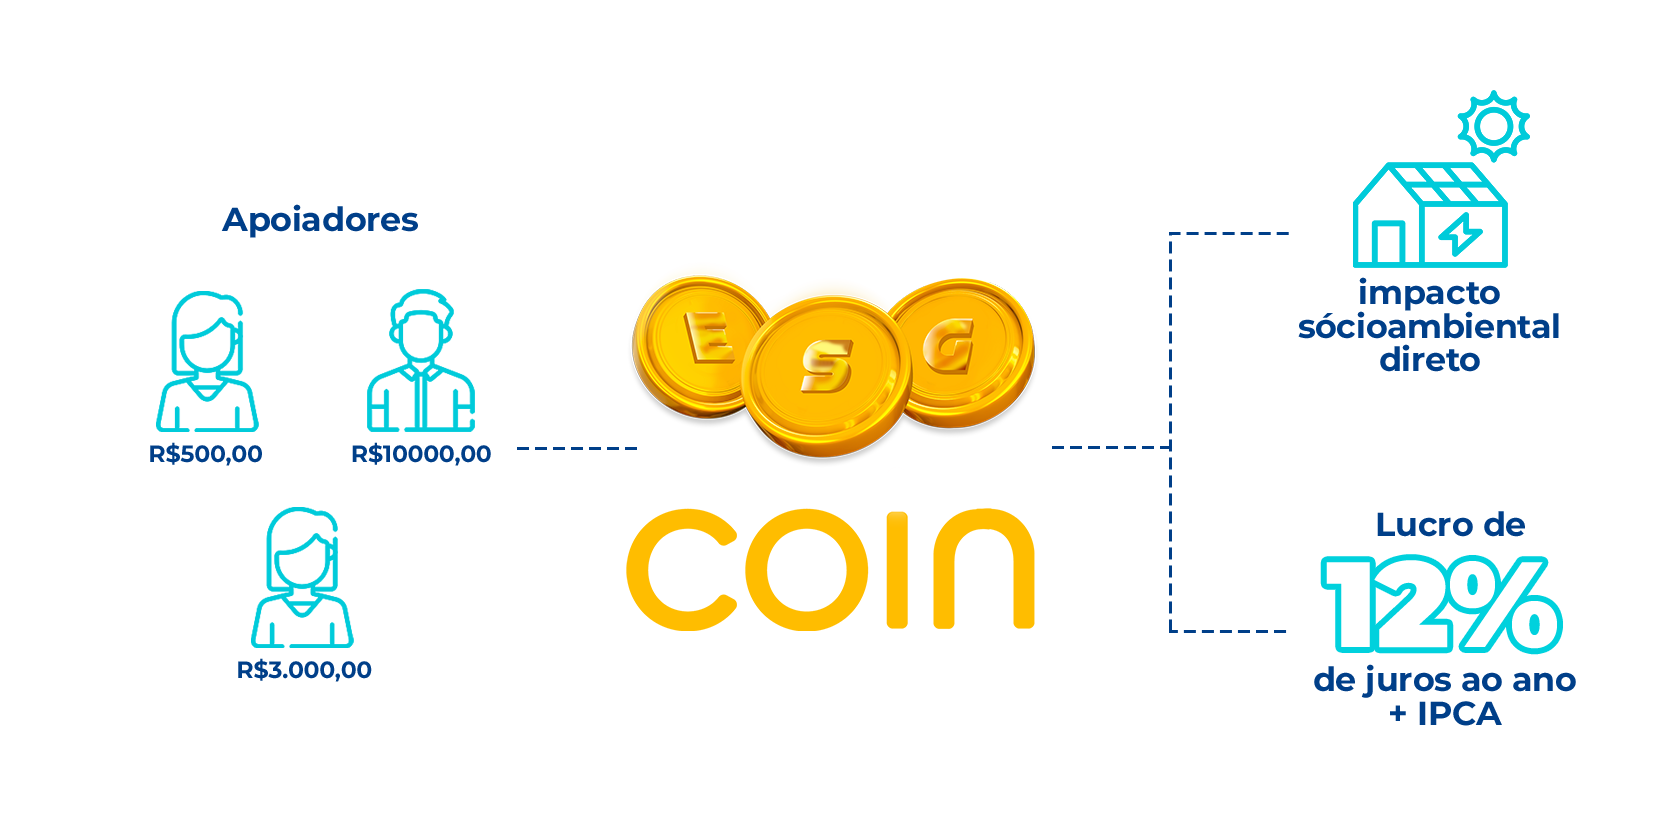 Apoiadores
R$500,00
R$10000,00
R$3.000,00
E S G
COIN
impacto
sócioambiental
direto
Lucro de
12%
de juros ao ano
+ IPCA